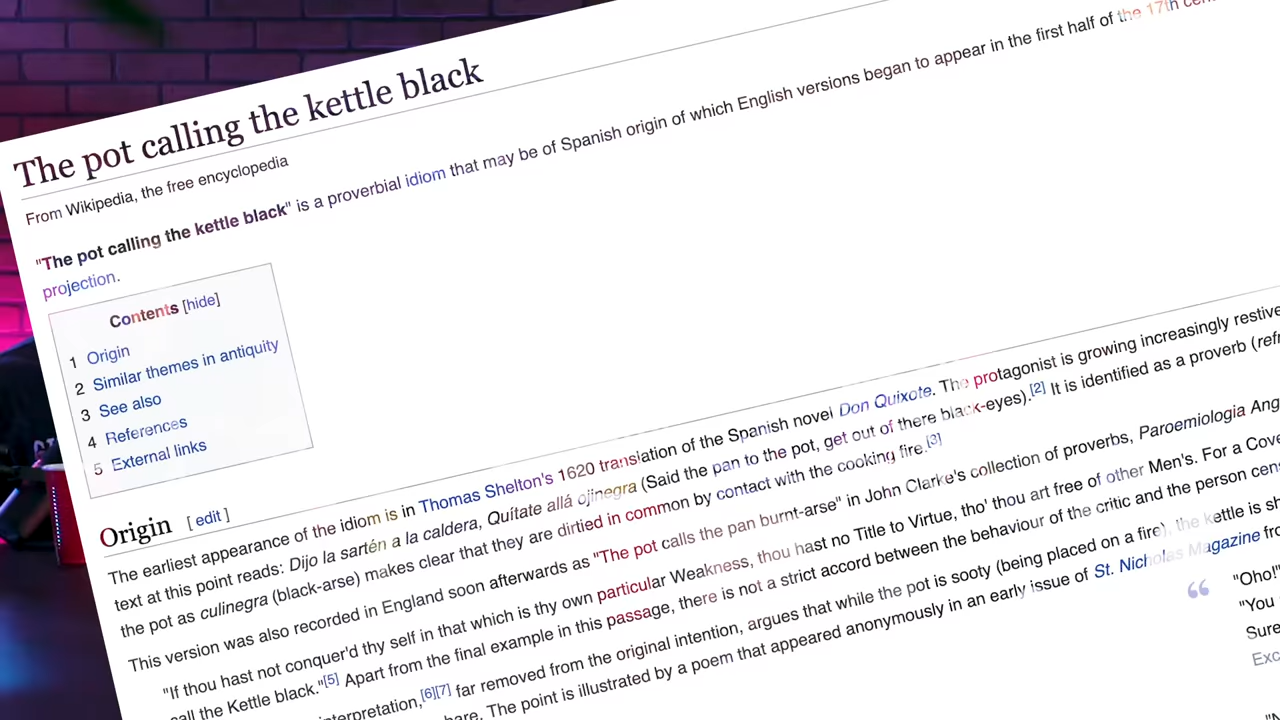 The pot calling the kettle black
From Wikipedia, the free encyclopedia
"The pot calling the kettle black" is a proverbial idiom that may be of Spanish origin of which English versions began to appear in the first half of the 17th
projection.
Contents [hide]
1 Origin
2 Similar themes in antiquity
3 See also
4 References
5 External links
Origin [ edit ]
The earliest appearance of the idiom is in Thomas Shelton's 1620 translation of the Spanish novel Don Quixote. The protagonist is growing increasingly restive
text at this point reads: Dijo la sartén a la caldera, Quítate allá ojinegra (Said the pan to the pot, get out of there black-eyes).[2] It is identified as a proverb
the pot as culinegra (black-arse) makes clear that they are dirtied in common by contact with the cooking fire.[3]
This version was also recorded in England soon afterwards as "The pot calls the pan burnt-arse" in John Clarke's collection of proverbs, Paroemiologia
"If thou hast not conquer'd thy self in that which is thy own particular Weakness, thou hast no Title to Virtue, tho' thou art free of other Men's. For a
call the Kettle black."[5] Apart from the final example in this passage, there is not a strict accord between the behaviour of the critic and the person
[6][7] far removed from the original intention, argues that while the pot is sooty (being placed on a fire), the kettle is
The point is illustrated by a poem that appeared anonymously in an early issue of St. Nicholas Magazine
"Oho!"
"You